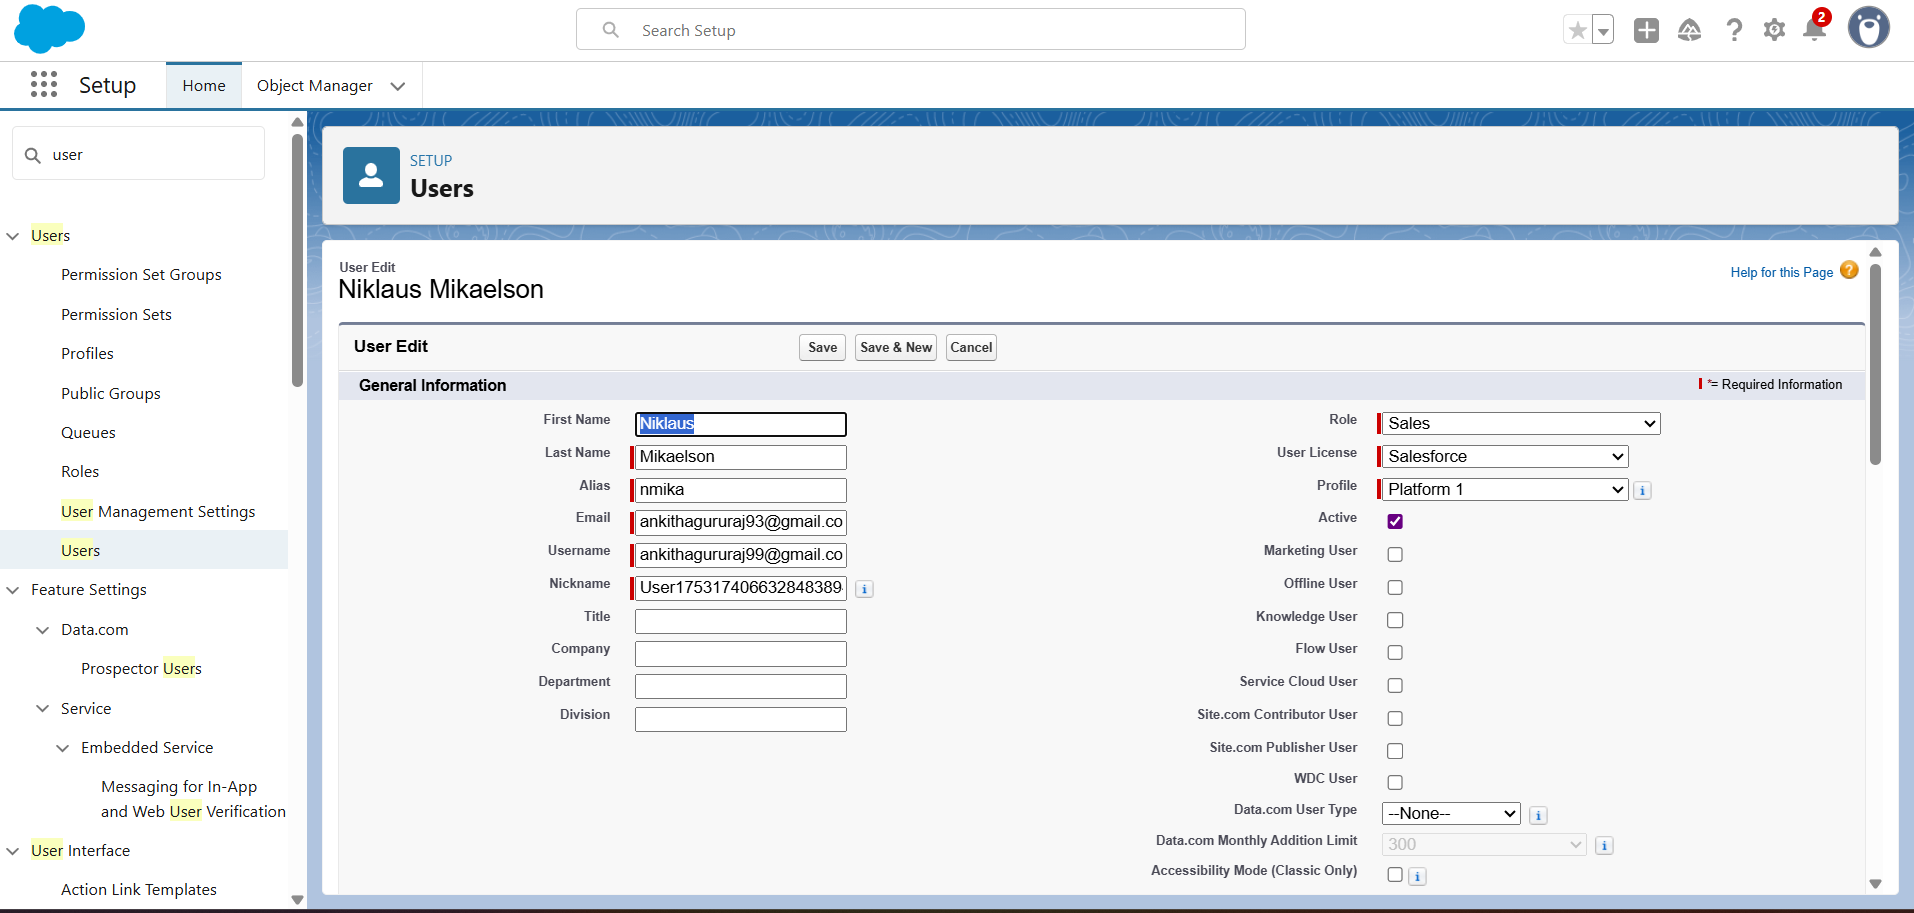 Search Setup
2
Setup
Home
Object Manager
user
Users
Permission Set Groups
Permission Sets
Profiles
Public Groups
Queues
Roles
User Management Settings
Users
Feature Settings
Data.com
Prospector Users
Service
Embedded Service
Messaging for In-App
and Web User Verification
User Interface
Action Link Templates
SETUP
Users
User Edit
Niklaus Mikaelson
Help for this Page
User Edit
Save
Save & New
Cancel
General Information
*= Required Information
First Name
Niklaus
Last Name
Mikaelson
Alias
nmika
Email
ankithagururaj93@gmail.co
Username
ankithagururaj99@gmail.co
Nickname
User175317406632848389
Title
Company
Department
Division
Role
Sales
User License
Salesforce
Profile
Platform 1
Active
Marketing User
Offline User
Knowledge User
Flow User
Service Cloud User
Site.com Contributor User
Site.com Publisher User
WDC User
Data.com User Type
--None--
Data.com Monthly Addition Limit
300
Accessibility Mode (Classic Only)